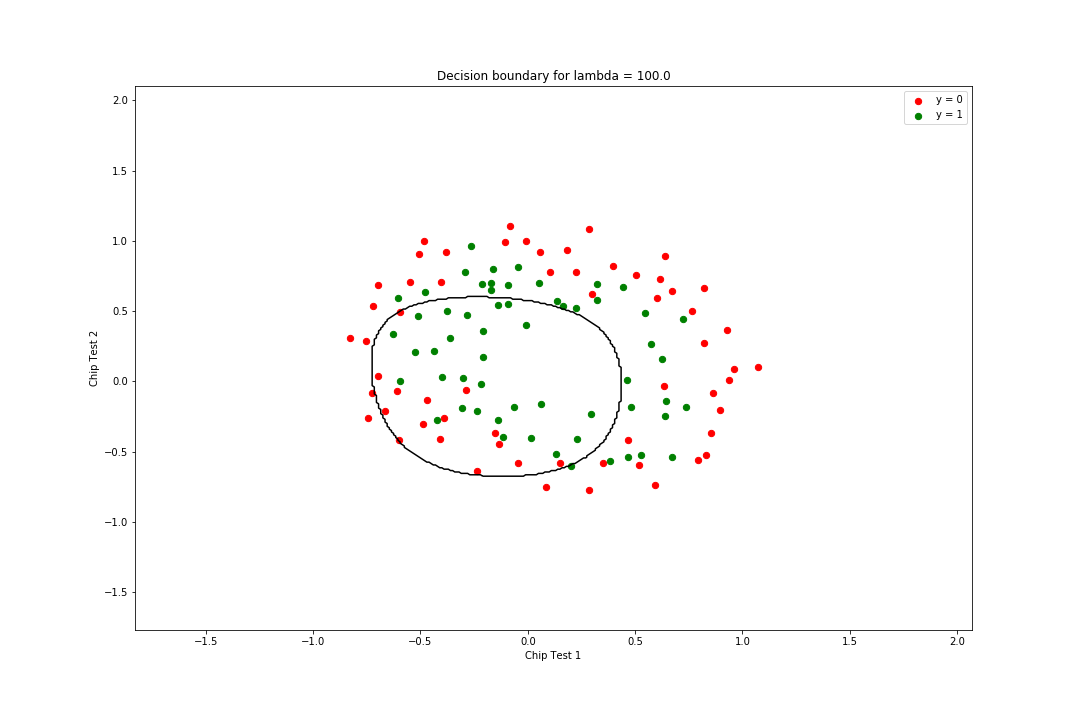 Decision boundary for lambda = 100.0
y = 0
y = 1
2.0
1.5
1.0
0.5
0.0
−0.5
−1.0
−1.5
Chip Test 2
−1.5 −1.0 −0.5 0.0 0.5 1.0 1.5 2.0
Chip Test 1